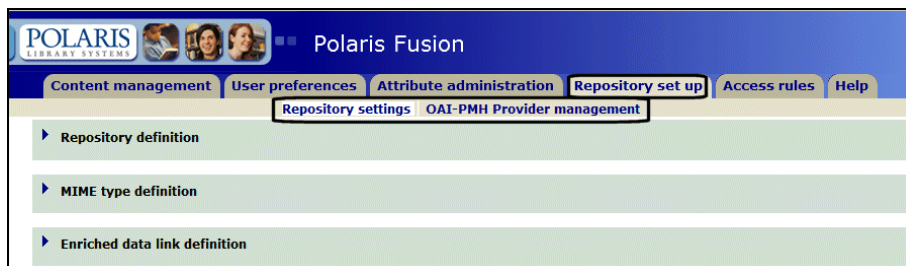 POLARIS
LIBRARY SYSTEMS
Polaris Fusion
Content management User preferences Attribute administration Repository set up Access rules Help
Repository settings OAI-PMH Provider management
Repository definition
MIME type definition
Enriched data link definition